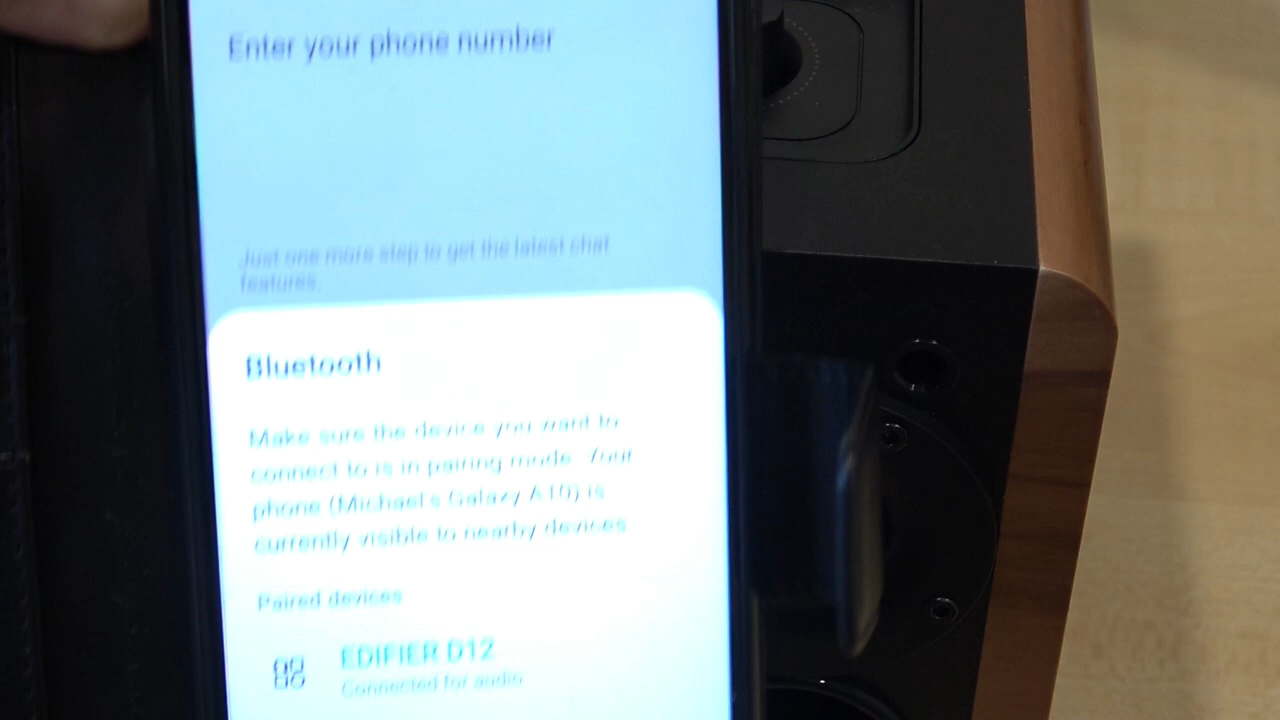 Enter your phone number
Just one more step to get the latest chat
features.
Bluetooth
Make sure the device you want to
connect to is in pairing mode. Your
phone (Michael's Galaxy A10) is
currently visible to nearby devices.
Paired devices
EDIFIER D12
Connected for audio